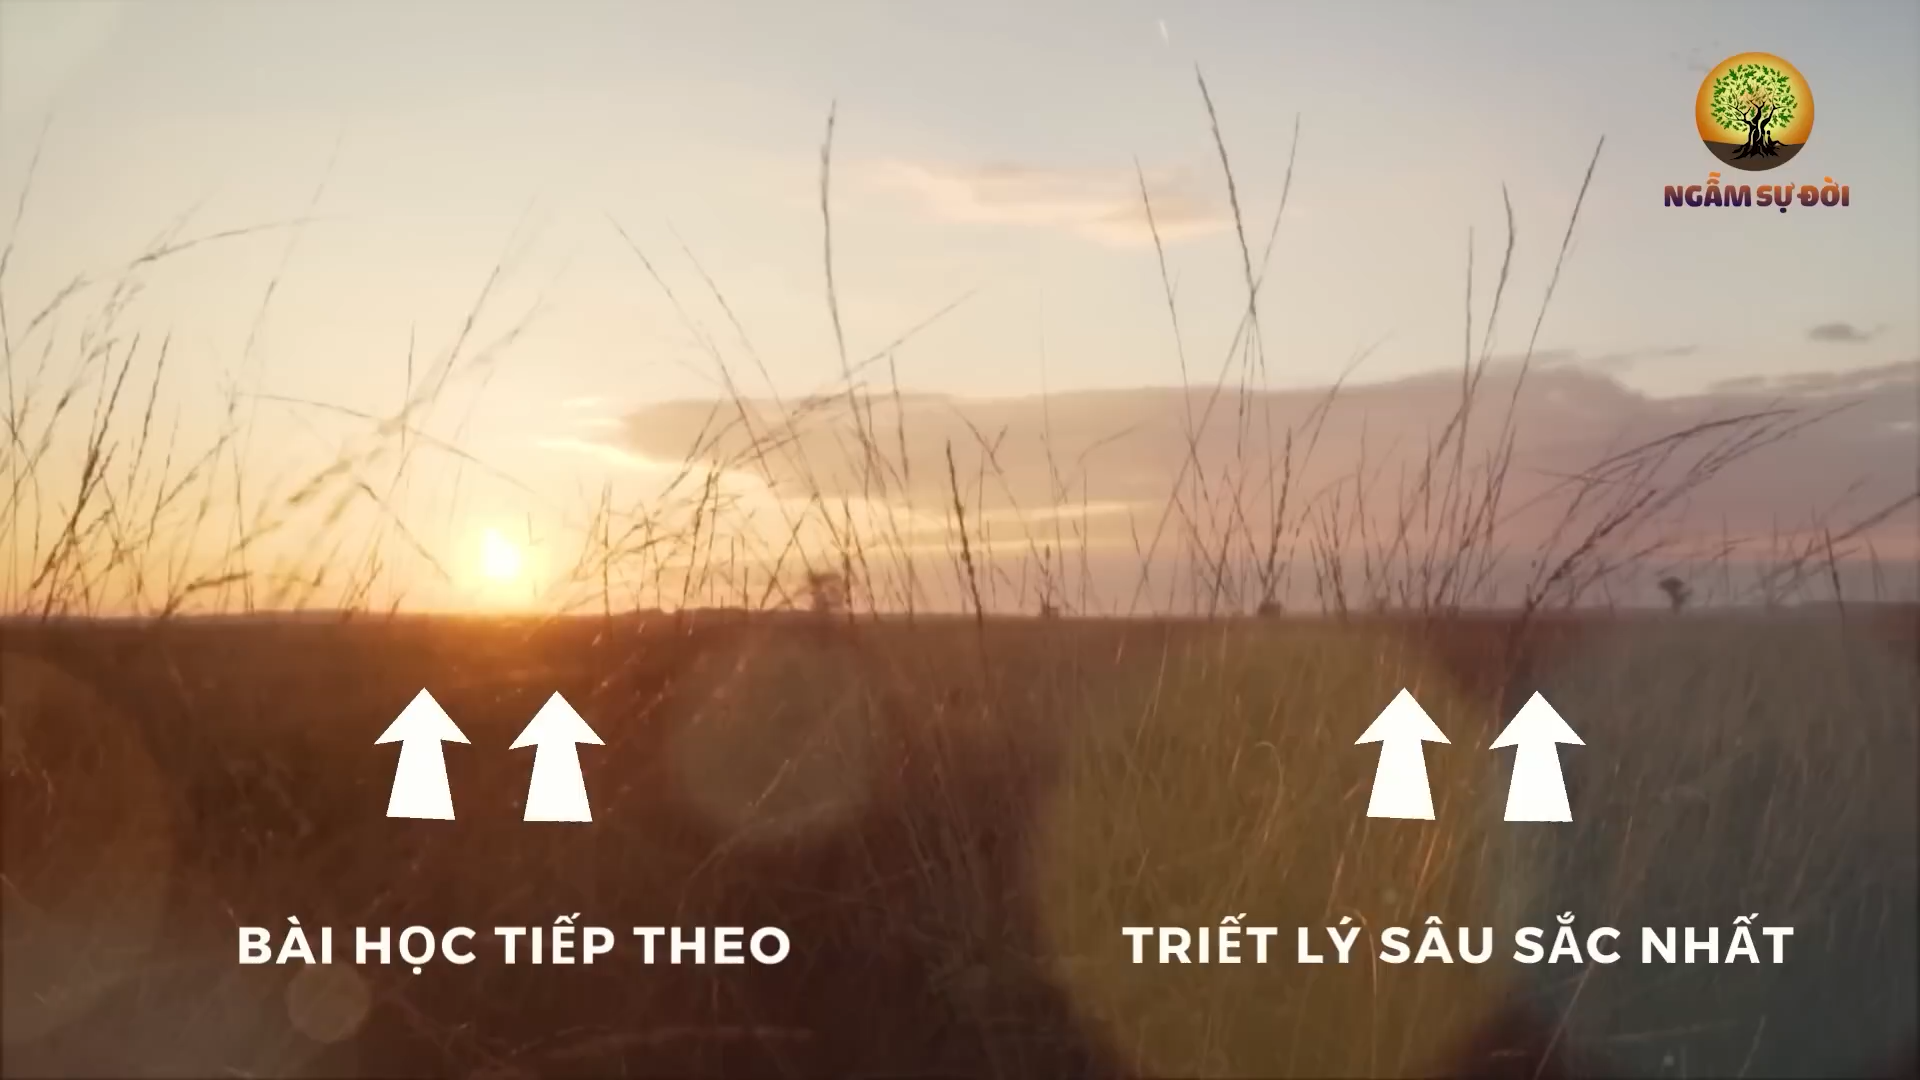 NGẪM SỰ ĐỜI
BÀI HỌC TIẾP THEO
TRIẾT LÝ SÂU SẮC NHẤT